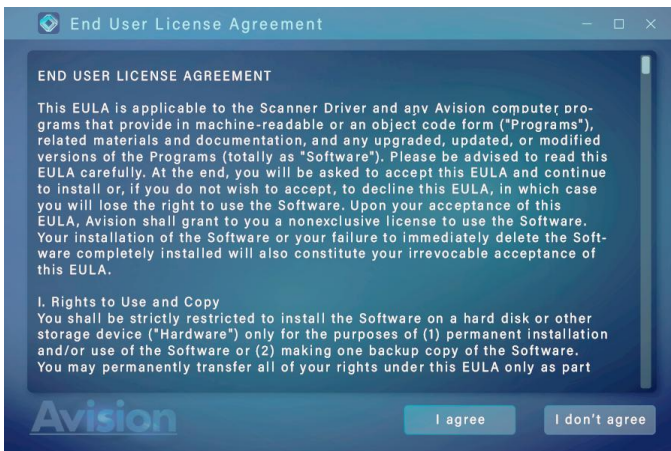 End User License Agreement
END USER LICENSE AGREEMENT
This EULA is applicable to the Scanner Driver and any Avision computer pro-
grams that provide in machine-readable or an object code form ("Programs"),
related materials and documentation, and any upgraded, updated, or modified
versions of the Programs (totally as "Software"). Please be advised to read this
EULA carefully. At the end, you will be asked to accept this EULA and continue
to install or, if you do not wish to accept, to decline this EULA, in which case
you will lose the right to use the Software. Upon your acceptance of this
EULA, Avision shall grant to you a nonexclusive license to use the Software.
Your installation of the Software or your failure to immediately delete the Soft-
ware completely installed will also constitute your irrevocable acceptance of
this EULA.
I. Rights to Use and Copy
You shall be strictly restricted to install the Software on a hard disk or other
storage device ("Hardware") only for the purposes of (1) permanent installation
and/or use of the Software or (2) making one backup copy of the Software.
You may permanently transfer all of your rights under this EULA only as part
Avision
I agree
I don't agree